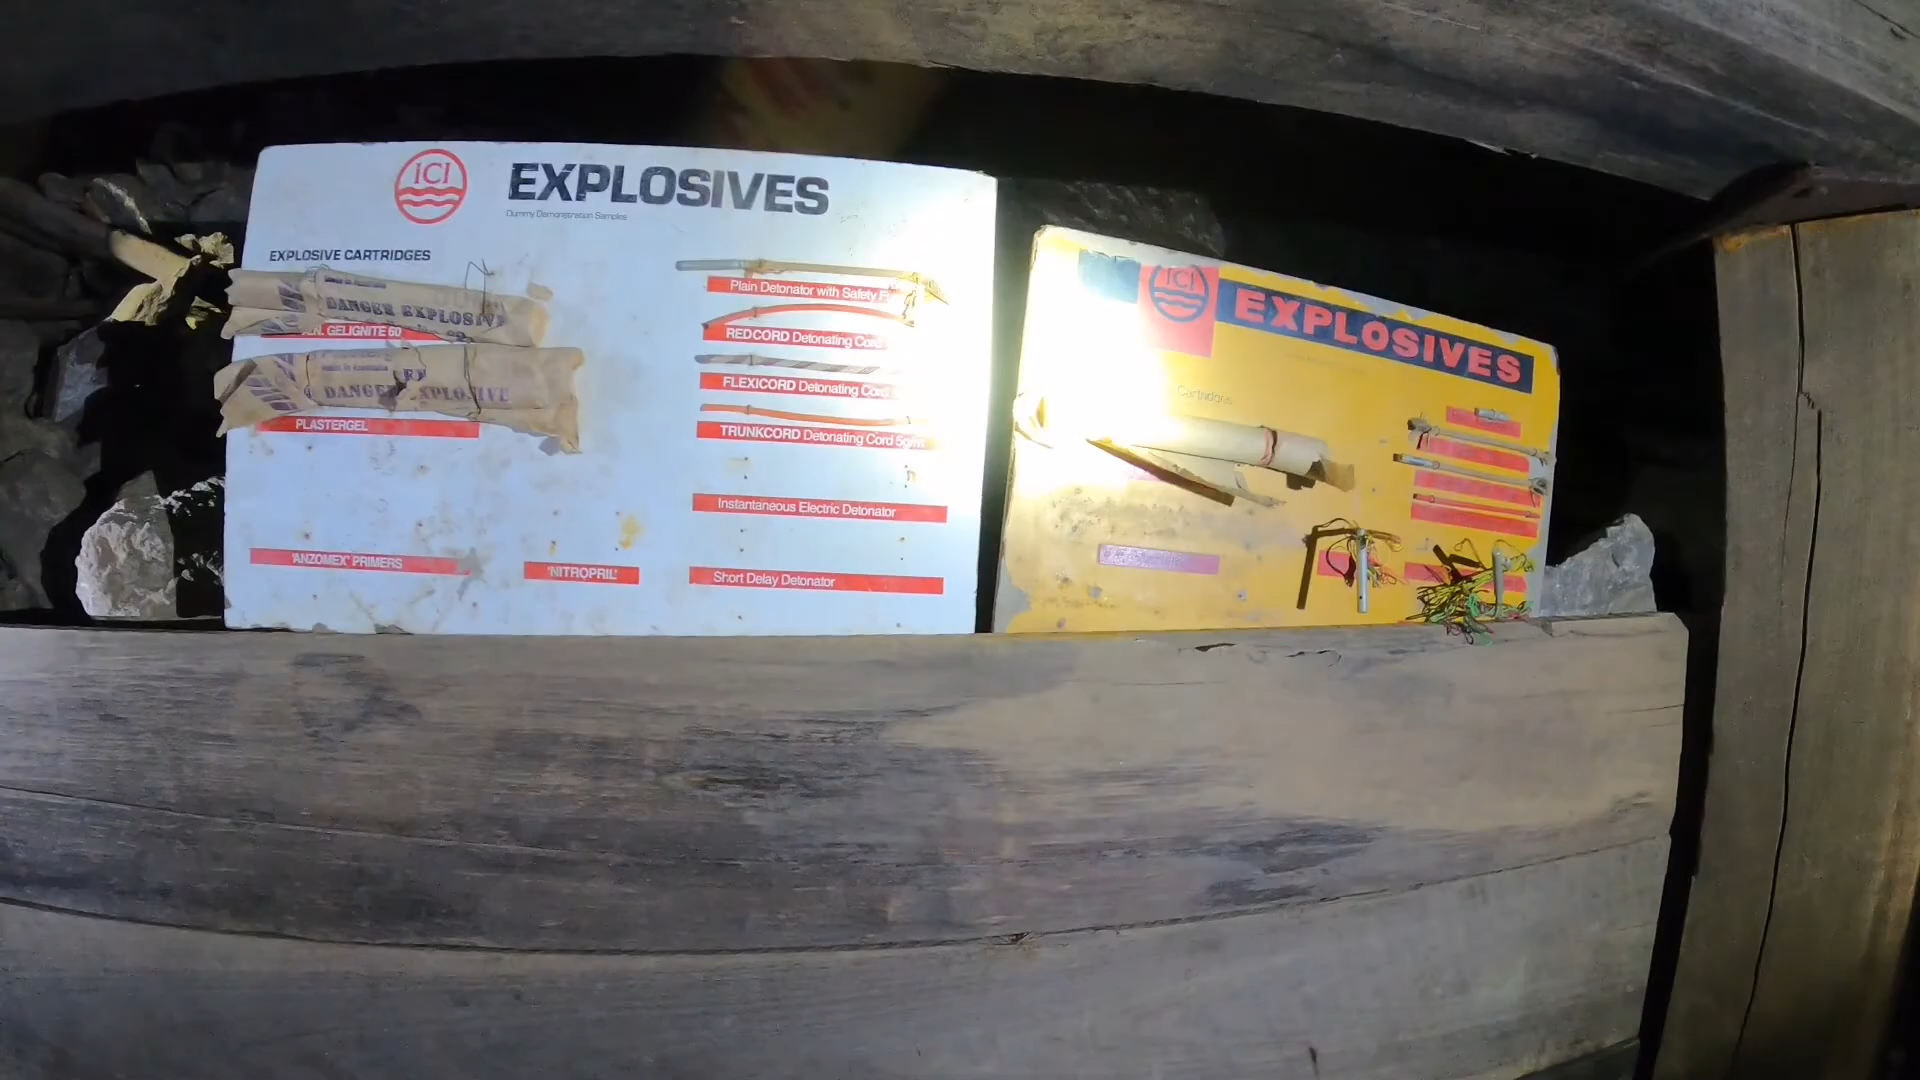 ICI
EXPLOSIVES
Dummy Demonstration Samples
EXPLOSIVE CARTRIDGES
DANGER EXPLOSIVE
GELIGNITE 60
DANGER EXPLOSIVE
PLASTERGEL
'ANZOMEX' PRIMERS
'NITROPRIL'
Plain Detonator with Safety
REDCORD Detonating Cord
FLEXICORD Detonating Cord
TRUNKCORD Detonating Cord 5g/m
Instantaneous Electric Detonator
Short Delay Detonator
ICI
EXPLOSIVES
Cartridges